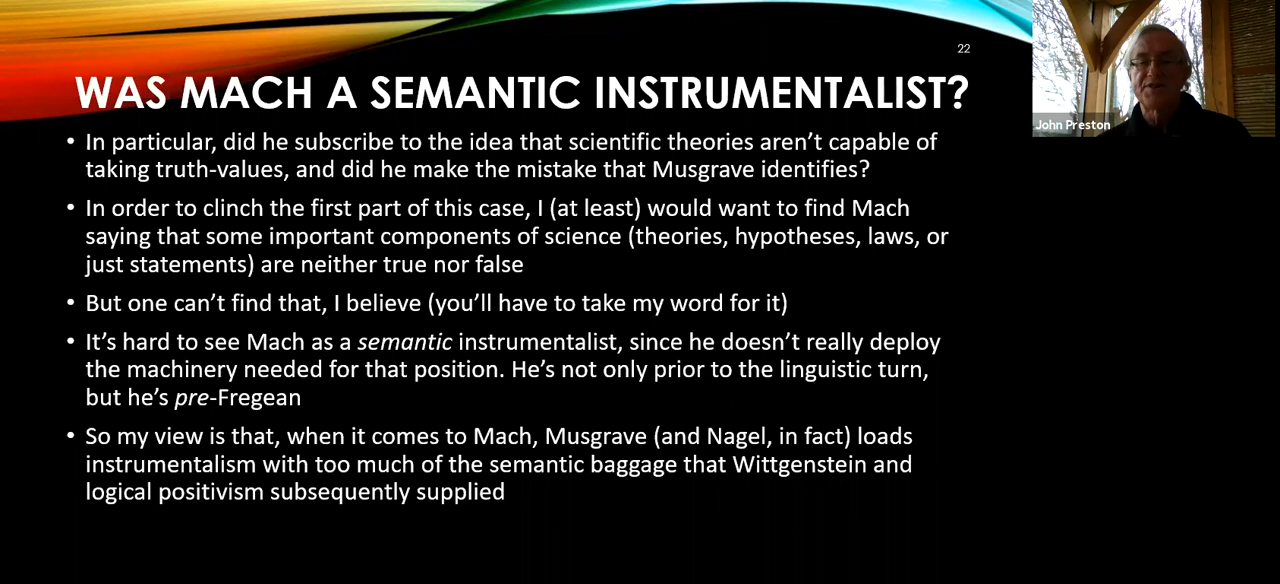 22
WAS MACH A SEMANTIC INSTRUMENTALIST?
John Preston
• In particular, did he subscribe to the idea that scientific theories aren’t capable of
taking truth-values, and did he make the mistake that Musgrave identifies?
• In order to clinch the first part of this case, I (at least) would want to find Mach
saying that some important components of science (theories, hypotheses, laws, or
just statements) are neither true nor false
• But one can’t find that, I believe (you’ll have to take my word for it)
• It’s hard to see Mach as a semantic instrumentalist, since he doesn’t really deploy
the machinery needed for that position. He’s not only prior to the linguistic turn,
but he’s pre-Fregean
• So my view is that, when it comes to Mach, Musgrave (and Nagel, in fact) loads
instrumentalism with too much of the semantic baggage that Wittgenstein and
logical positivism subsequently supplied